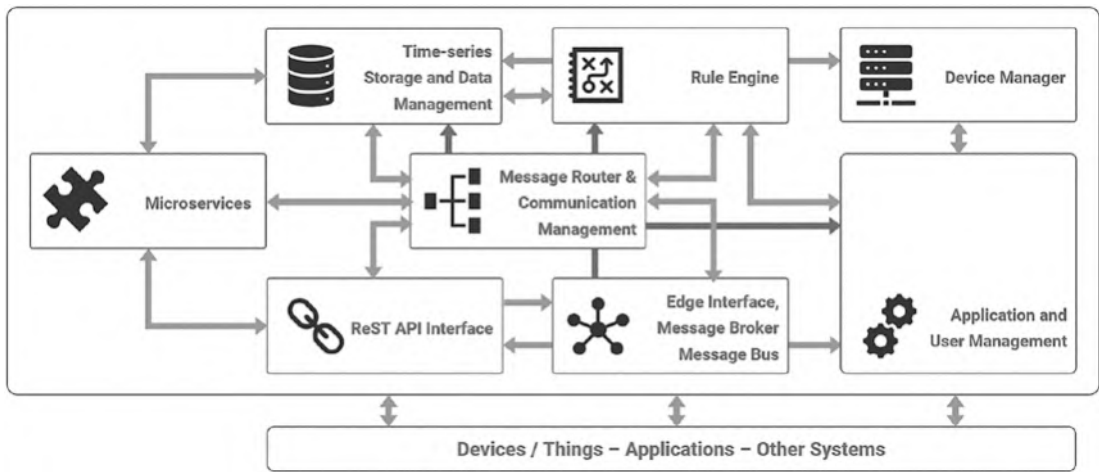 Time-series
Storage and Data
Management
Rule Engine
Device Manager
Microservices
Message Router &
Communication
Management
ReST API Interface
Edge Interface,
Message Broker
Message Bus
Application and
User Management
Devices / Things – Applications – Other Systems